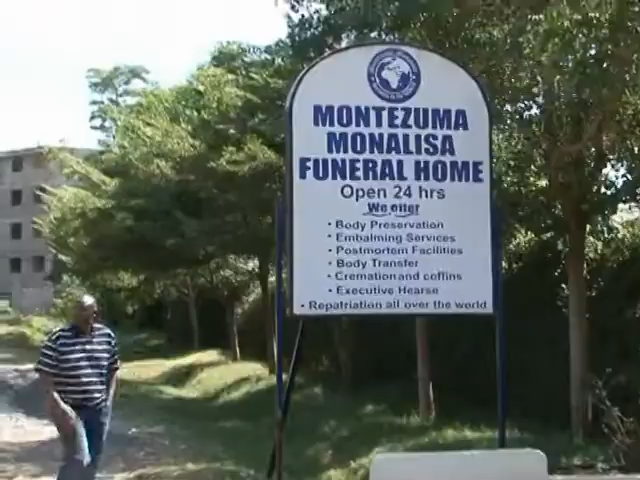 MONTEZUMA
MONALISA
FUNERAL HOME
Open 24 hrs
We offer
• Body Preservation
• Embalming Services
• Postmortem Facilities
• Body Transfer
• Cremation and coffins
• Executive Hearse
• Repatriation all over the world